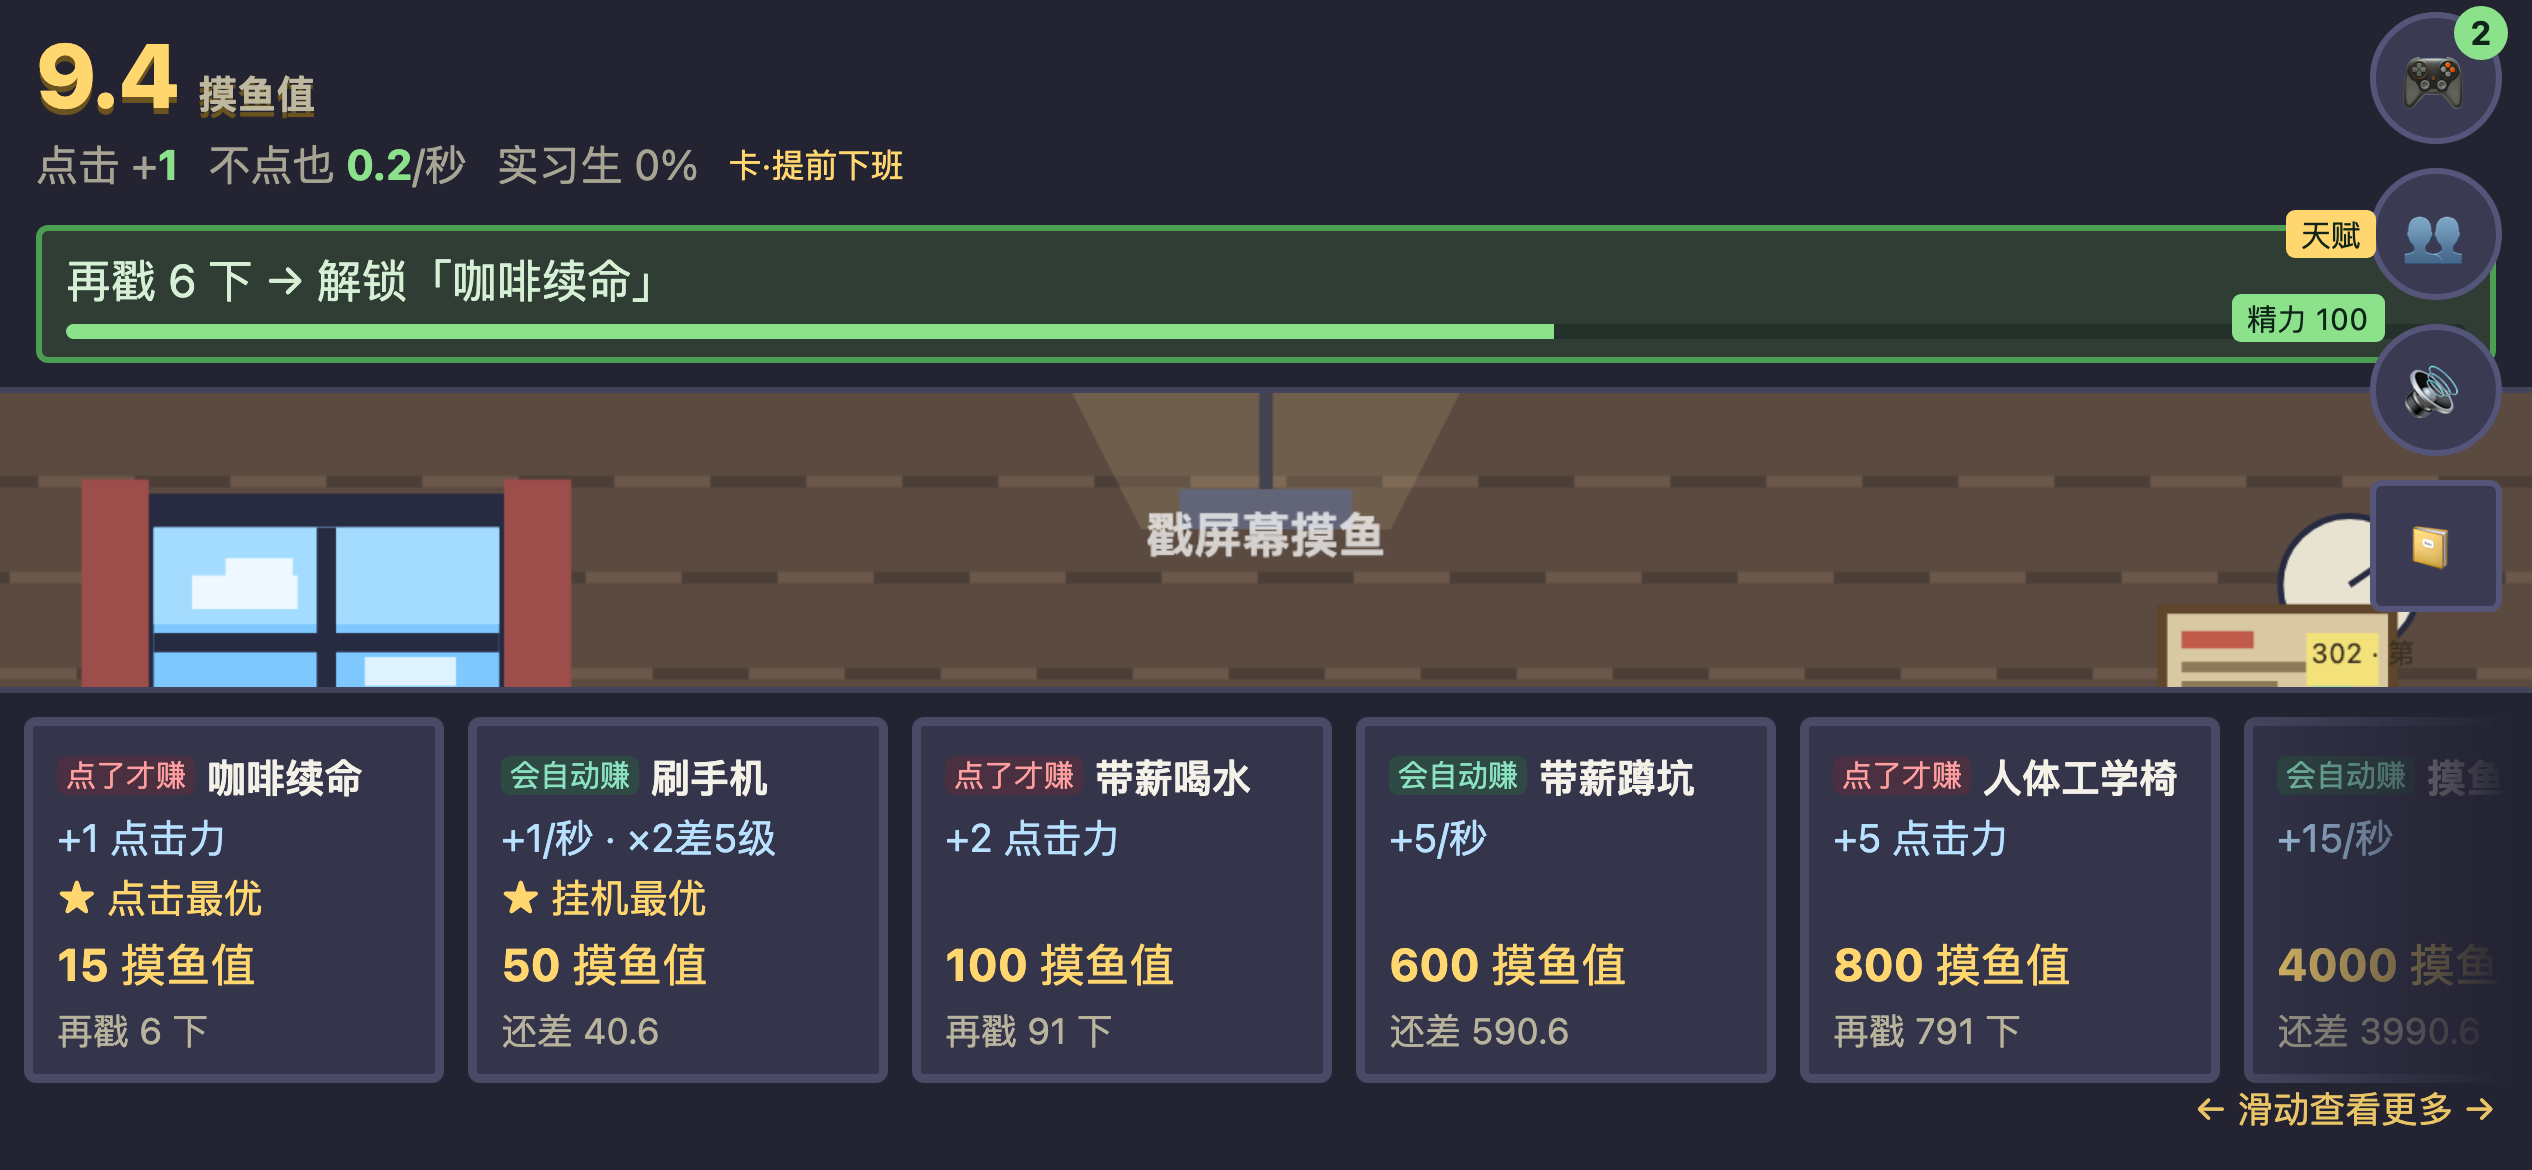 9.4 摸鱼值
2
点击 +1 不点也 0.2/秒 实习生 0% 卡·提前下班
天赋
再戳 6 下 → 解锁「咖啡续命」
精力 100
戳屏幕摸鱼
302 · 第
点了才赚 咖啡续命
+1 点击力
★ 点击最优
15 摸鱼值
再戳 6 下
会自动赚 刷手机
+1/秒 · ×2差5级
★ 挂机最优
50 摸鱼值
还差 40.6
点了才赚 带薪喝水
+2 点击力
100 摸鱼值
再戳 91 下
会自动赚 带薪蹲坑
+5/秒
600 摸鱼值
还差 590.6
点了才赚 人体工学椅
+5 点击力
800 摸鱼值
再戳 791 下
会自动赚 摸鱼
+15/秒
4000 摸鱼
还差 3990.6
← 滑动查看更多 →